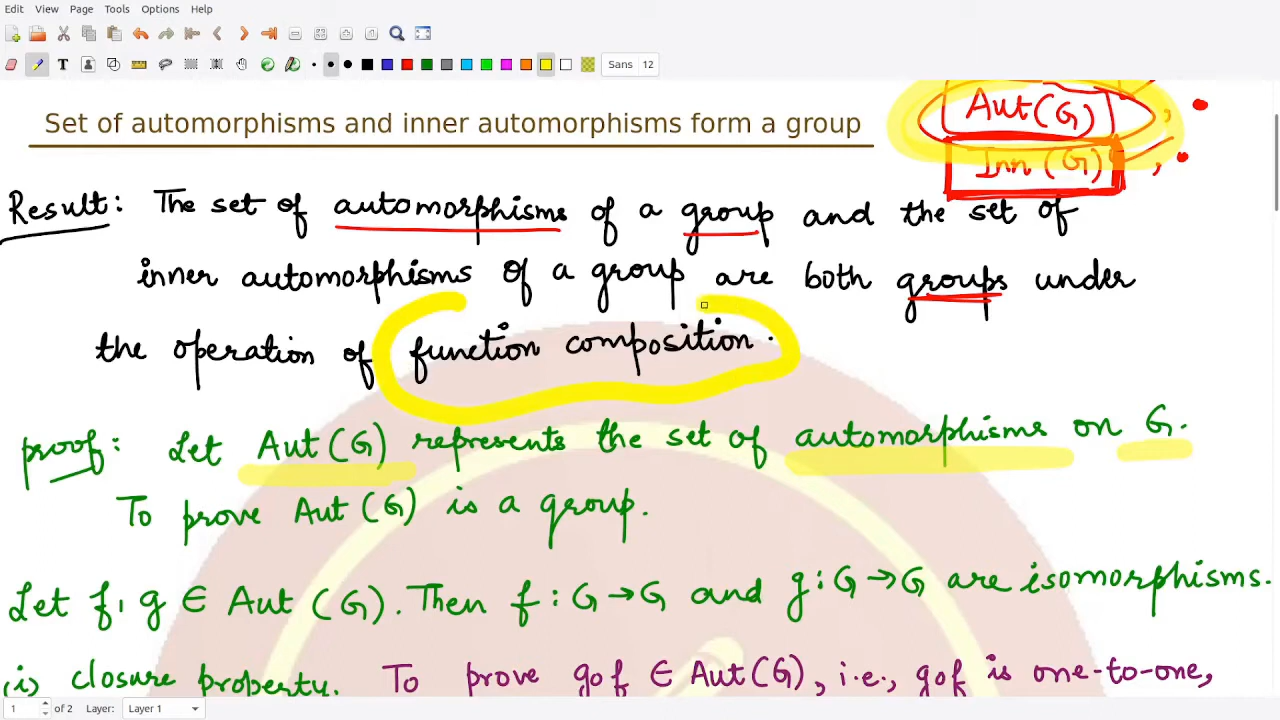 Edit View Page Tools Options Help
Sans 12
Set of automorphisms and inner automorphisms form a group
Aut(G) , •
Inn(G) , •
Result: The set of automorphisms of a group and the set of
inner automorphisms of a group are both groups under
the operation of function composition.
proof: Let Aut(G) represents the set of automorphisms on G.
To prove Aut(G) is a group.
Let f, g ∈ Aut(G). Then f: G→G and g: G→G are isomorphisms.
(i) closure property. To prove gof ∈ Aut(G), i.e., gof is one-to-one,
1 of 2 Layer: Layer 1